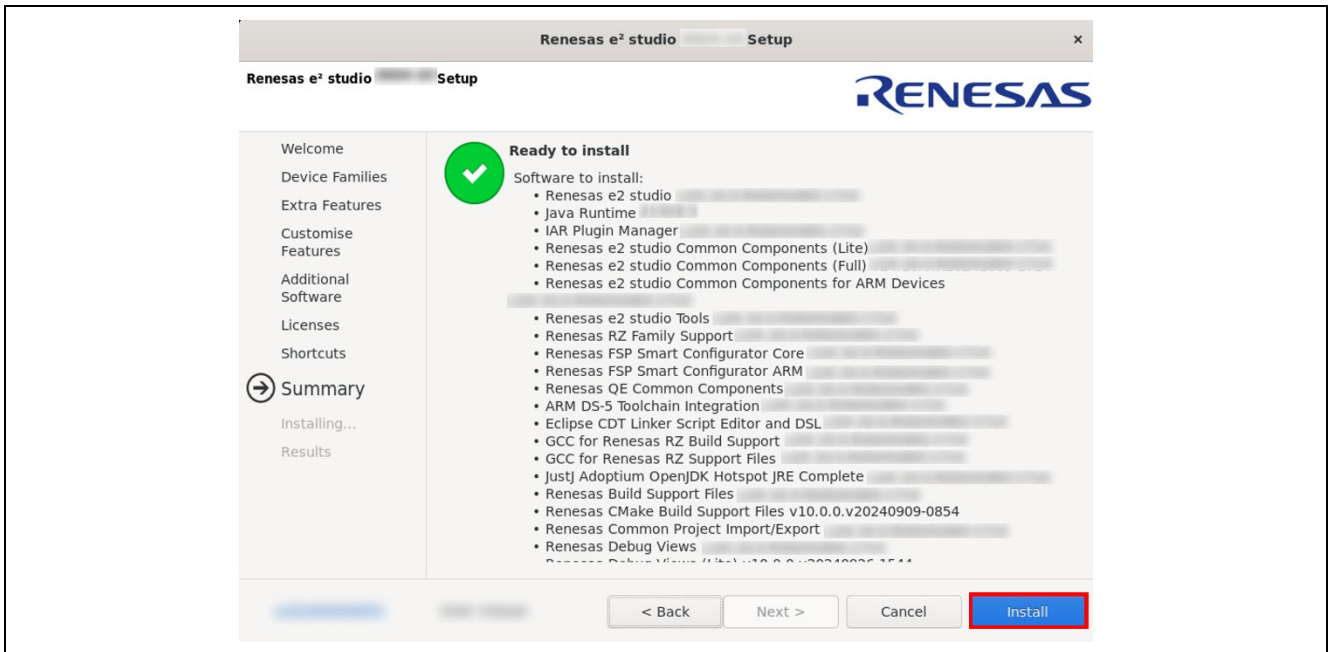 Renesas e² studio Setup ×
Renesas e² studio Setup
RENESAS
Welcome
Device Families
Extra Features
Customise
Features
Additional
Software
Licenses
Shortcuts
Summary
Installing...
Results
Ready to install
Software to install:
• Renesas e2 studio
• Java Runtime
• IAR Plugin Manager
• Renesas e2 studio Common Components (Lite)
• Renesas e2 studio Common Components (Full)
• Renesas e2 studio Common Components for ARM Devices
• Renesas e2 studio Tools
• Renesas RZ Family Support
• Renesas FSP Smart Configurator Core
• Renesas FSP Smart Configurator ARM
• Renesas QE Common Components
• ARM DS-5 Toolchain Integration
• Eclipse CDT Linker Script Editor and DSL
• GCC for Renesas RZ Build Support
• GCC for Renesas RZ Support Files
• JustJ Adoptium OpenJDK Hotspot JRE Complete
• Renesas Build Support Files
• Renesas CMake Build Support Files v10.0.0.v20240909-0854
• Renesas Common Project Import/Export
• Renesas Debug Views
< Back
Next >
Cancel
Install